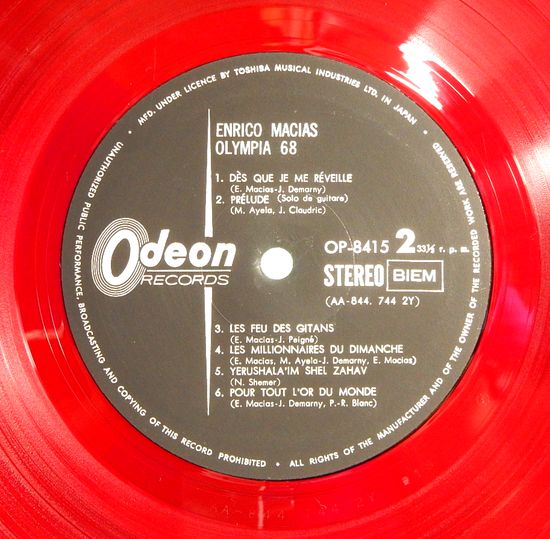 MFD. UNDER LICENCE BY TOSHIBA MUSICAL INDUSTRIES LTD. IN JAPAN • UNAUTHORIZED PUBLIC PERFORMANCE, BROADCASTING AND COPYING OF THIS RECORD PROHIBITED • ALL RIGHTS OF THE MANUFACTURER AND OF THE OWNER OF THE RECORDED WORK ARE RESERVED
ENRICO MACIAS
OLYMPIA 68
1. DÈS QUE JE ME RÉVEILLE
(E. Macias-J. Demarny)
2. PRÉLUDE (Solo de guitare)
(M. Ayela, J. Claudric)
Odeon
RECORDS
OP-8415 2 33⅓ r. p. m.
STEREO BIEM
(AA-844. 744 2Y)
3. LES FEU DES GITANS
(E. Macias-J. Peigné)
4. LES MILLIONNAIRES DU DIMANCHE
(E. Macias, M. Ayela-J. Demarny, E. Macias)
5. YERUSHALA'IM SHEL ZAHAV
(N. Shemer)
6. POUR TOUT L'OR DU MONDE
(E. Macias-J. Demarny, P.-R. Blanc)